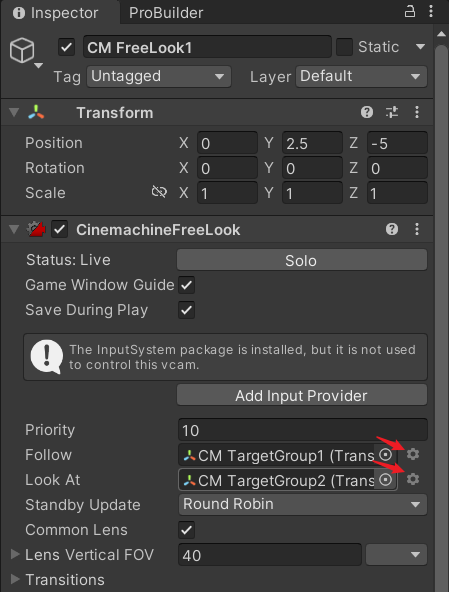 Inspector ProBuilder
CM FreeLook1 Static
Tag Untagged Layer Default
Transform
Position X 0 Y 2.5 Z -5
Rotation X 0 Y 0 Z 0
Scale X 1 Y 1 Z 1
CinemachineFreeLook
Status: Live Solo
Game Window Guide
Save During Play
The InputSystem package is installed, but it is not used
to control this vcam.
Add Input Provider
Priority 10
Follow CM TargetGroup1 (Trans
Look At CM TargetGroup2 (Trans
Standby Update Round Robin
Common Lens
Lens Vertical FOV 40
Transitions